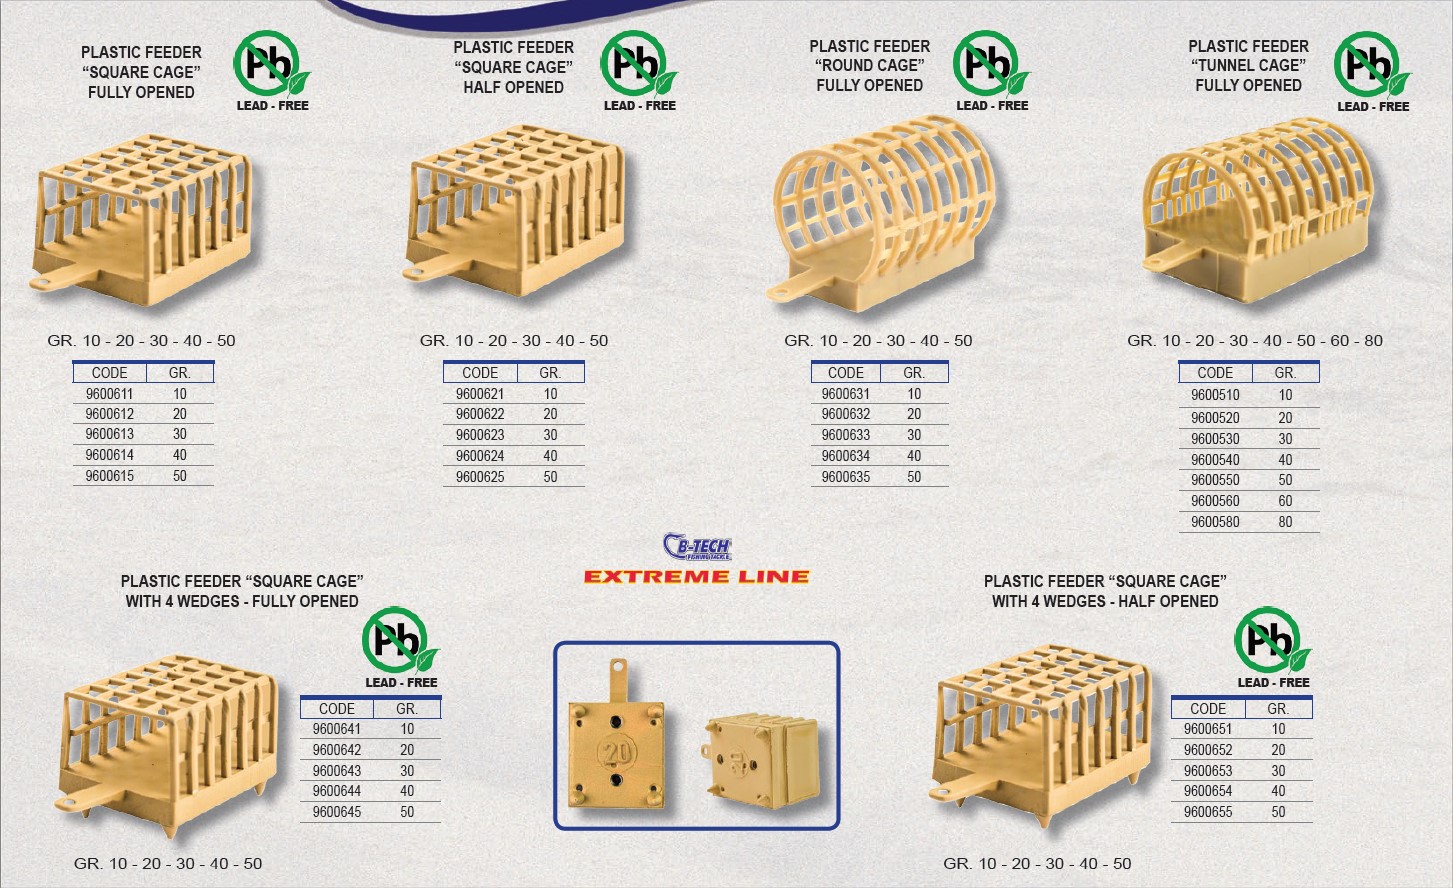 PLASTIC FEEDER
“SQUARE CAGE”
FULLY OPENED
Pb
LEAD - FREE
GR. 10 - 20 - 30 - 40 - 50
CODE GR.
9600611 10
9600612 20
9600613 30
9600614 40
9600615 50
PLASTIC FEEDER
“SQUARE CAGE”
HALF OPENED
Pb
LEAD - FREE
GR. 10 - 20 - 30 - 40 - 50
CODE GR.
9600621 10
9600622 20
9600623 30
9600624 40
9600625 50
PLASTIC FEEDER
“ROUND CAGE”
FULLY OPENED
Pb
LEAD - FREE
GR. 10 - 20 - 30 - 40 - 50
CODE GR.
9600631 10
9600632 20
9600633 30
9600634 40
9600635 50
PLASTIC FEEDER
“TUNNEL CAGE”
FULLY OPENED
Pb
LEAD - FREE
GR. 10 - 20 - 30 - 40 - 50 - 60 - 80
CODE GR.
9600510 10
9600520 20
9600530 30
9600540 40
9600550 50
9600560 60
9600580 80
PLASTIC FEEDER “SQUARE CAGE”
WITH 4 WEDGES - FULLY OPENED
Pb
LEAD - FREE
CODE GR.
9600641 10
9600642 20
9600643 30
9600644 40
9600645 50
GR. 10 - 20 - 30 - 40 - 50
B-TECH
FISHING TACKLE
EXTREME LINE
20
PLASTIC FEEDER “SQUARE CAGE”
WITH 4 WEDGES - HALF OPENED
Pb
LEAD - FREE
CODE GR.
9600651 10
9600652 20
9600653 30
9600654 40
9600655 50
GR. 10 - 20 - 30 - 40 - 50